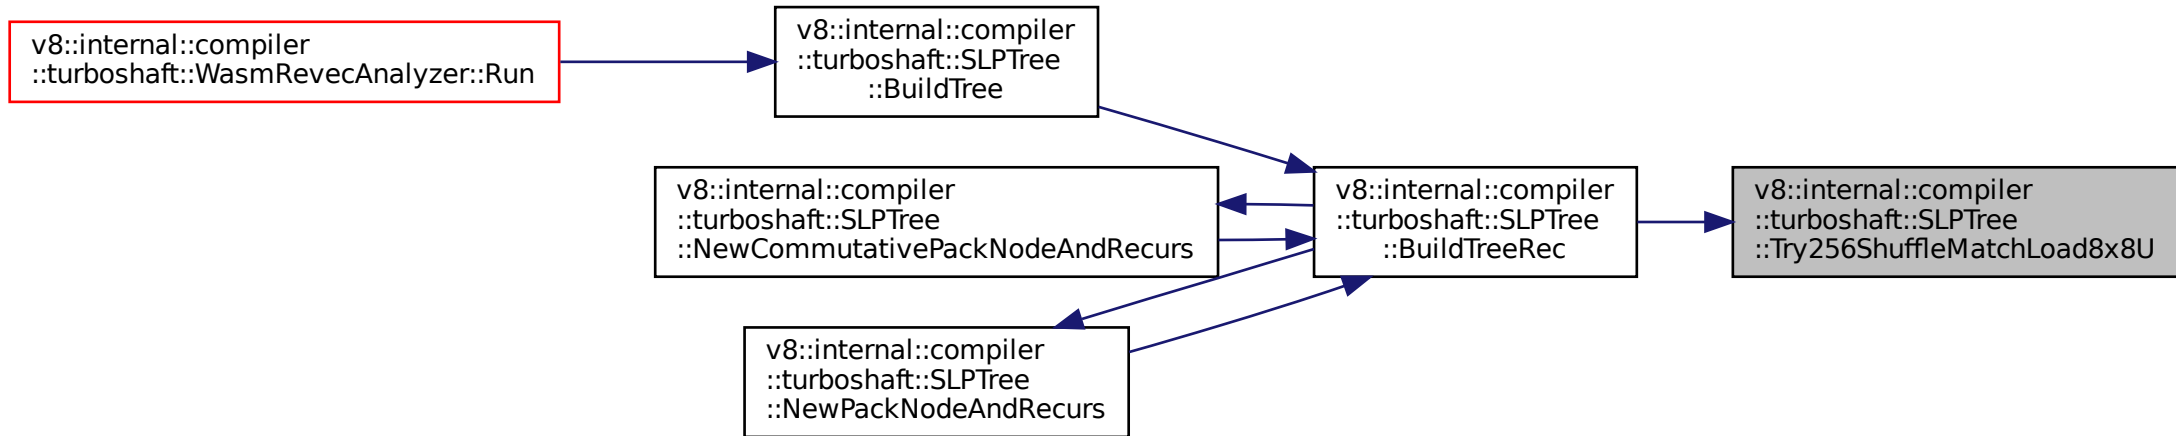 v8::internal::compiler
::turboshaft::WasmRevecAnalyzer::Run
v8::internal::compiler
::turboshaft::SLPTree
::BuildTree
v8::internal::compiler
::turboshaft::SLPTree
::NewCommutativePackNodeAndRecurs
v8::internal::compiler
::turboshaft::SLPTree
::BuildTreeRec
v8::internal::compiler
::turboshaft::SLPTree
::Try256ShuffleMatchLoad8x8U
v8::internal::compiler
::turboshaft::SLPTree
::NewPackNodeAndRecurs